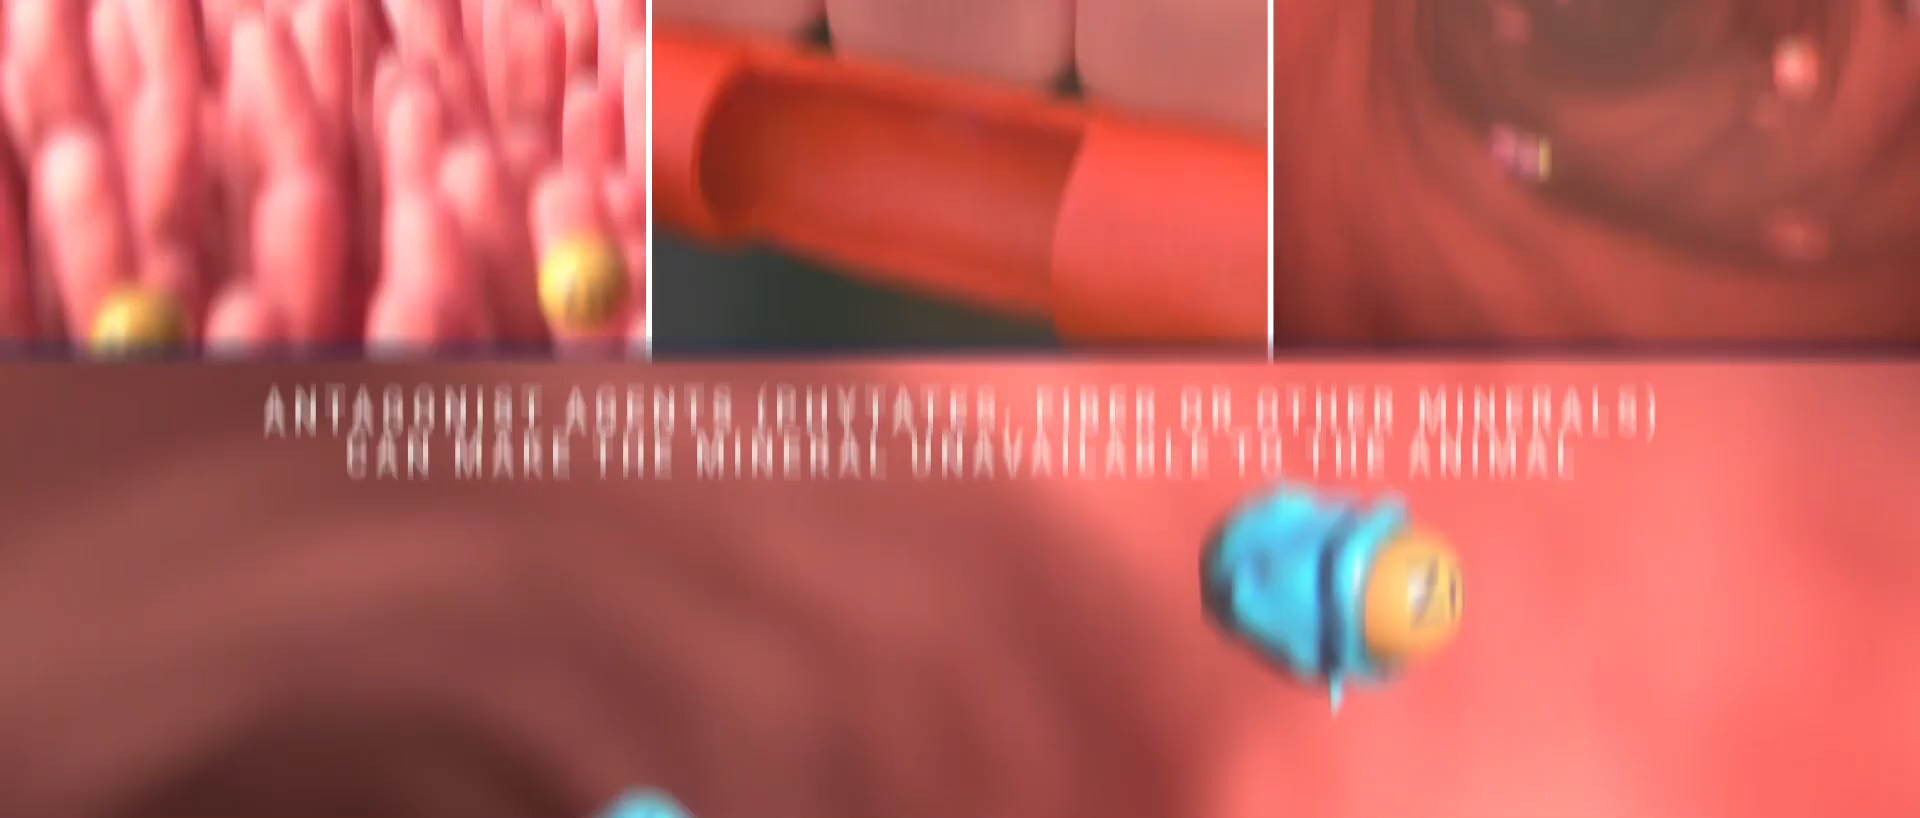 ANTAGONIST AGENTS (PHYTATES, FIBER OR OTHER MINERALS)
CAN MAKE THE MINERAL UNAVAILABLE TO THE ANIMAL